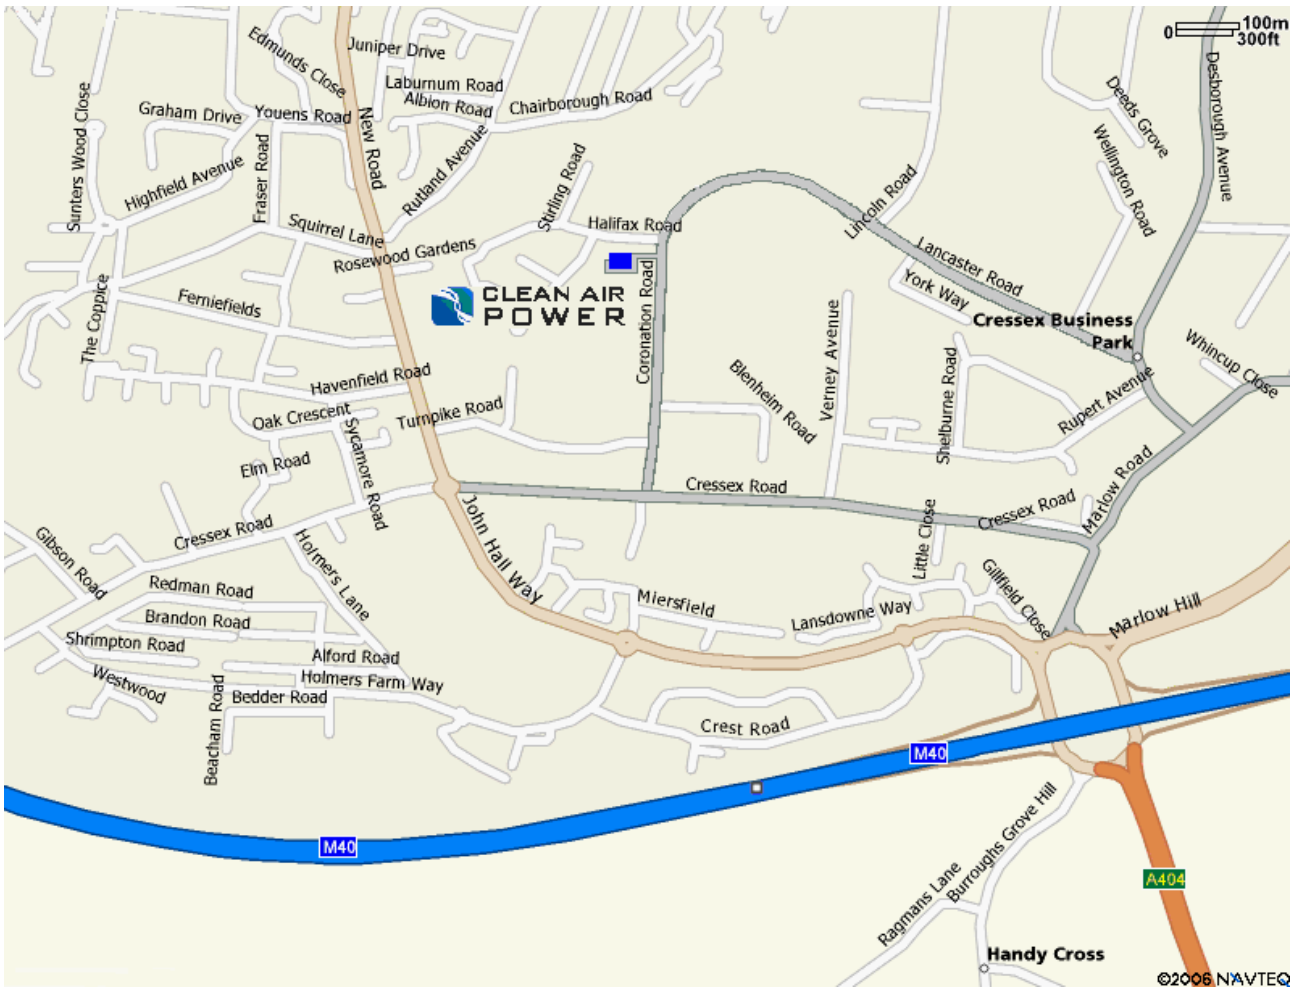 100m
0 300ft
Edmunds Close
Juniper Drive
Laburnum Road
Albion Road
Chairborough Road
Deeds Grove
Desborough Avenue
Sunters Wood Close
Graham Drive
Youens Road
New Road
Wellington Road
Highfield Avenue
Fraser Road
Rutland Avenue
Stirling Road
Lincoln Road
Squirrel Lane
Halifax Road
Rosewood Gardens
Lancaster Road
York Way
Ferniefields
CLEAN AIR
POWER
Coronation Road
The Coppice
Verney Avenue
Cressex Business
Park
Whincup Close
Havenfield Road
Blenheim Road
Shelburne Road
Rupert Avenue
Oak Crescent
Turnpike Road
Sycamore Road
Elm Road
Cressex Road
Marlow Road
Cressex Road
Cressex Road
John Hall Way
Little Close
Gibson Road
Holmers Lane
Gillfield Close
Redman Road
Miersfield
Lansdowne Way
Marlow Hill
Brandon Road
Shrimpton Road
Alford Road
Westwood
Holmers Farm Way
Bedder Road
Beacham Road
Crest Road
M40
M40
Burroughs Grove Hill
A404
Ragmans Lane
Handy Cross
©2006 NAVTEQ